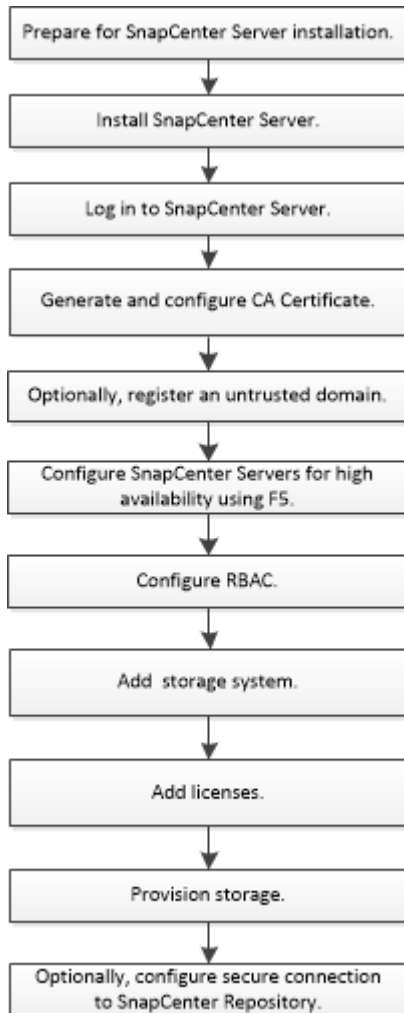 Prepare for SnapCenter Server installation.
Install SnapCenter Server.
Log in to SnapCenter Server.
Generate and configure CA Certificate.
Optionally, register an untrusted domain.
Configure SnapCenter Servers for high
availability using F5.
Configure RBAC.
Add storage system.
Add licenses.
Provision storage.
Optionally, configure secure connection
to SnapCenter Repository.